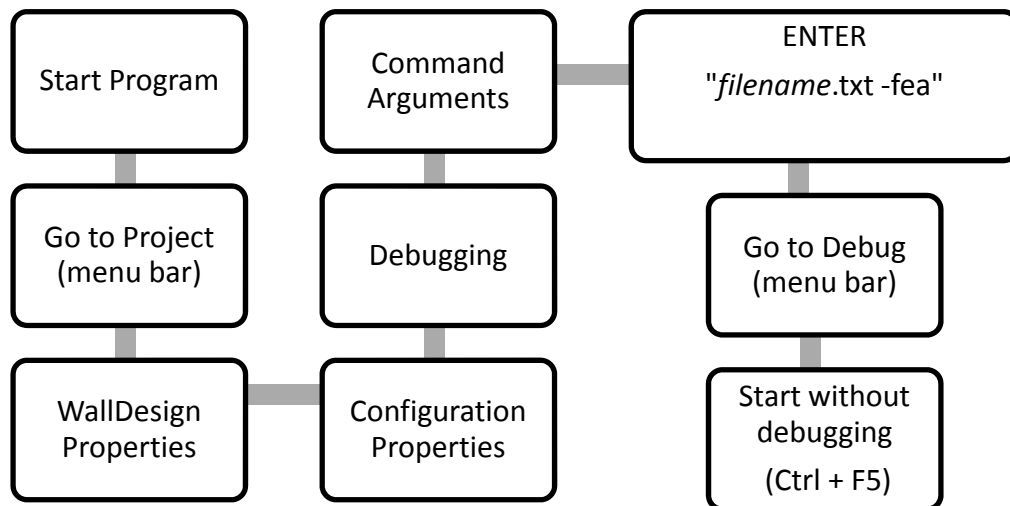 Start Program
Go to Project
(menu bar)
WallDesign
Properties
Configuration
Properties
Debugging
Command
Arguments
ENTER
"filename.txt -fea"
Go to Debug
(menu bar)
Start without
debugging
(Ctrl + F5)